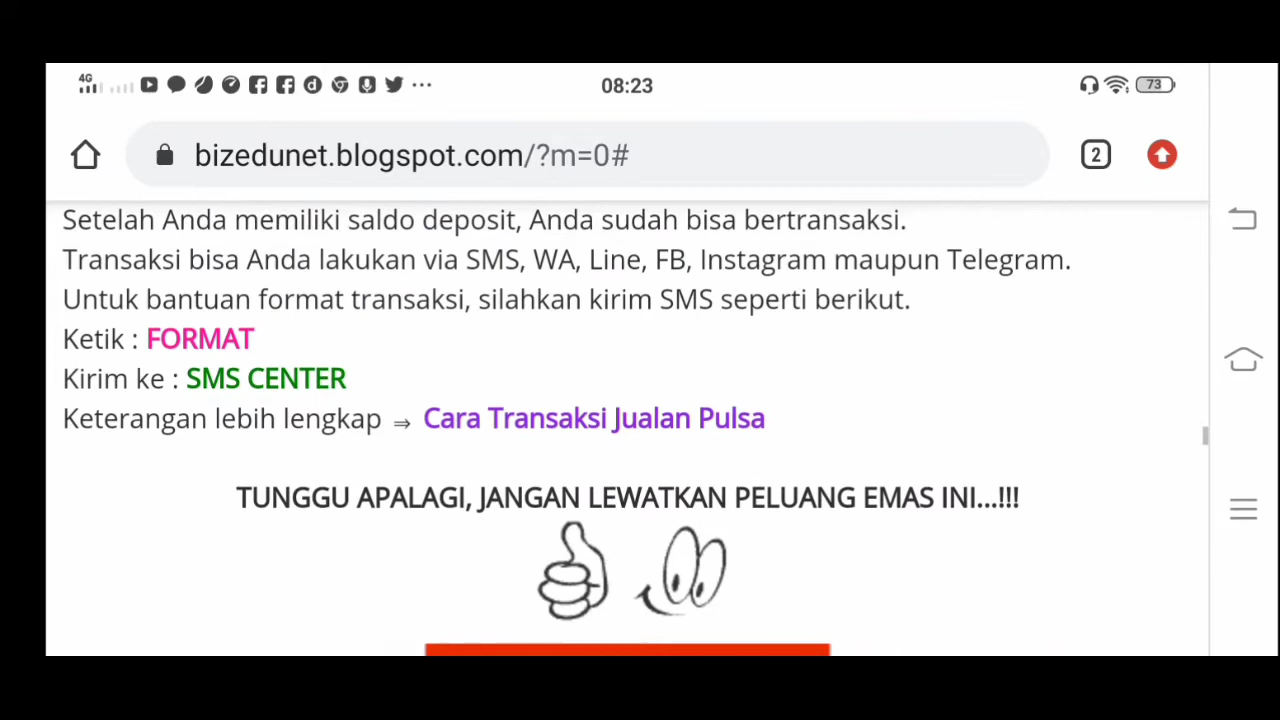 4G
08:23
73
bizedunet.blogspot.com/?m=0#
2
Setelah Anda memiliki saldo deposit, Anda sudah bisa bertransaksi.
Transaksi bisa Anda lakukan via SMS, WA, Line, FB, Instagram maupun Telegram.
Untuk bantuan format transaksi, silahkan kirim SMS seperti berikut.
Ketik : FORMAT
Kirim ke : SMS CENTER
Keterangan lebih lengkap ⇒ Cara Transaksi Jualan Pulsa
TUNGGU APALAGI, JANGAN LEWATKAN PELUANG EMAS INI...!!!